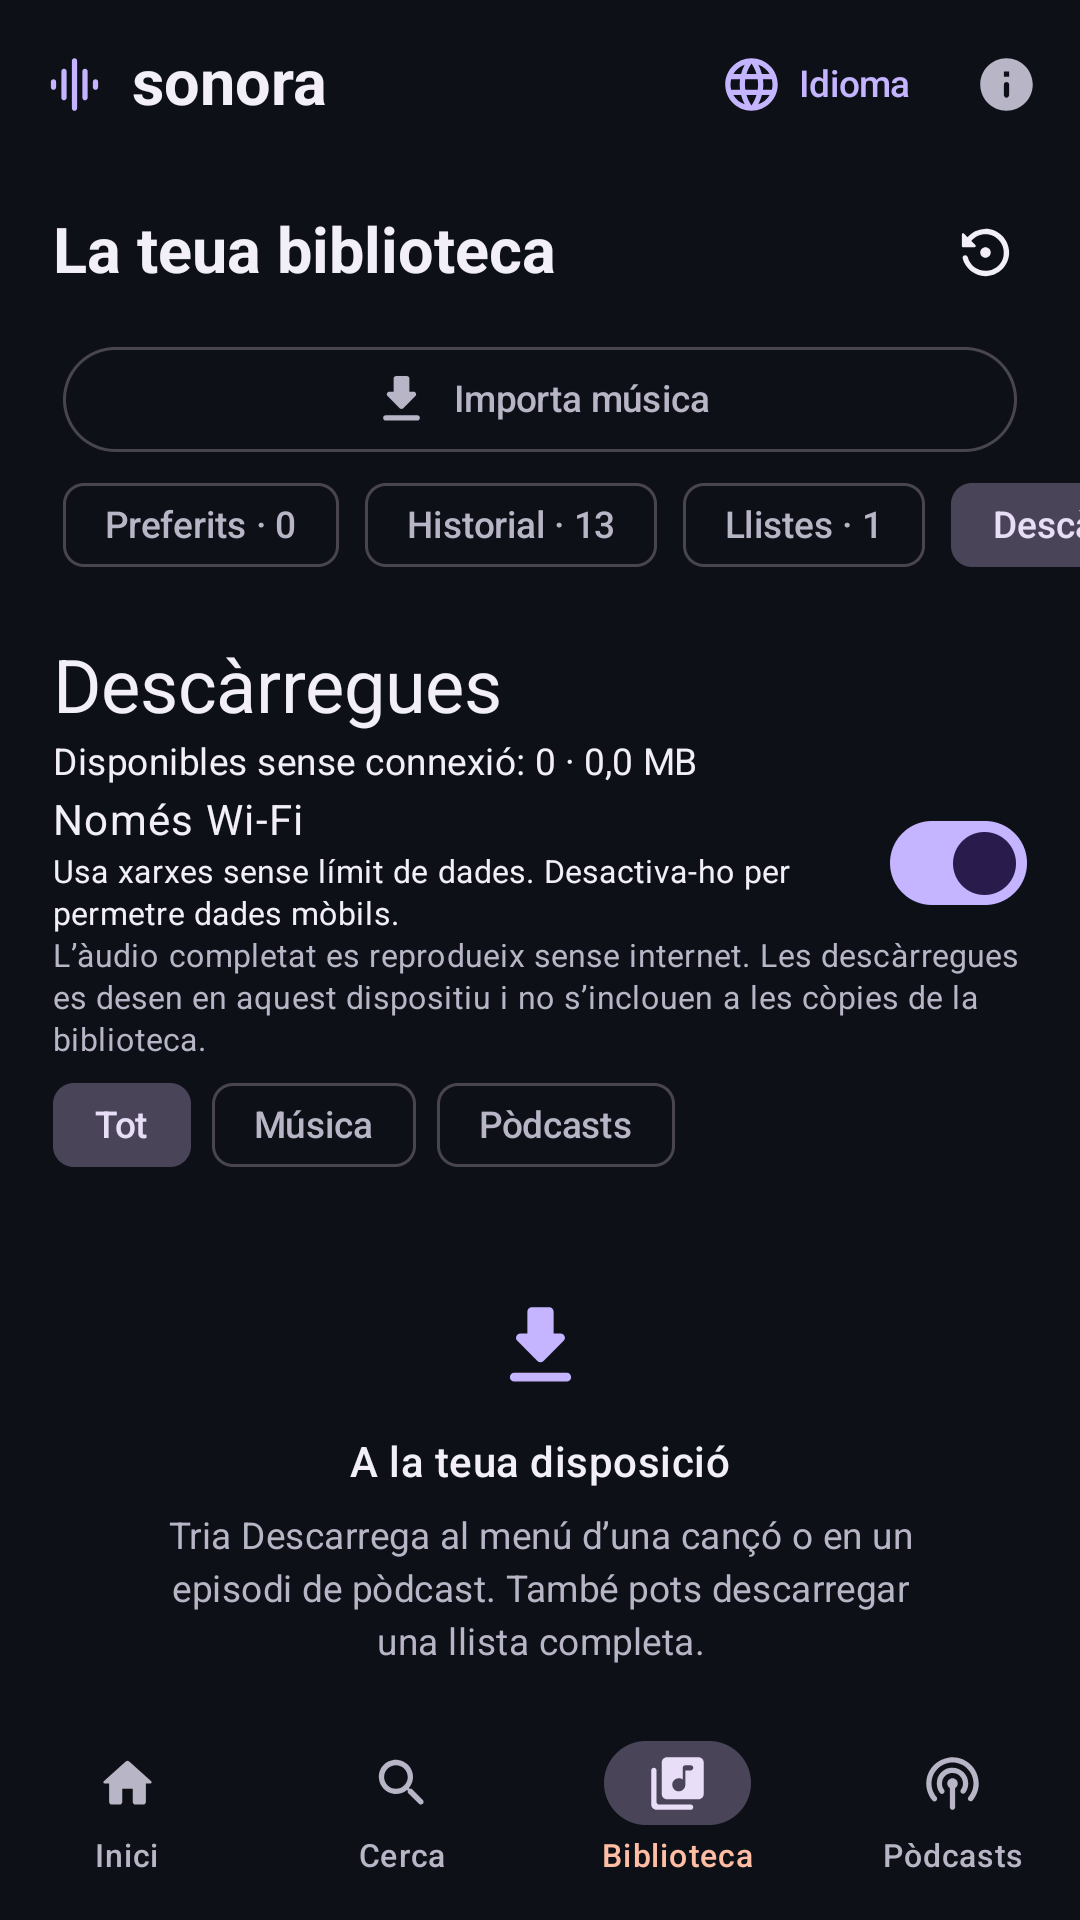 sonora
Idioma
La teua biblioteca
Importa música
Preferits · 0
Historial · 13
Llistes · 1
Descàrregues
Disponibles sense connexió: 0 · 0,0 MB
Només Wi-Fi
Usa xarxes sense límit de dades. Desactiva-ho per
permetre dades mòbils.
L’àudio completat es reprodueix sense internet. Les descàrregues
es desen en aquest dispositiu i no s’inclouen a les còpies de la
biblioteca.
Tot
Música
Pòdcasts
A la teua disposició
Tria Descarrega al menú d’una cançó o en un
episodi de pòdcast. També pots descarregar
una llista completa.
Inici
Cerca
Biblioteca
Pòdcasts